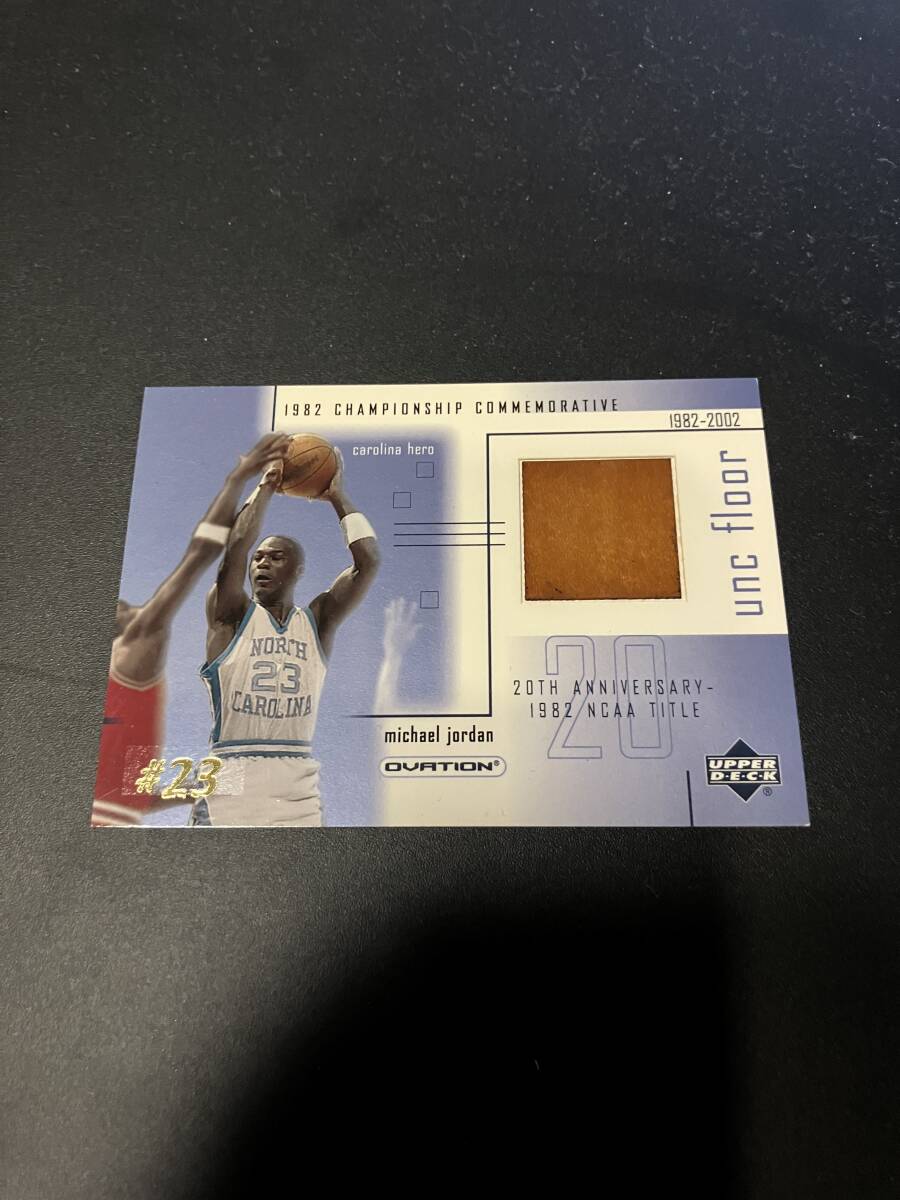 1982 CHAMPIONSHIP COMMEMORATIVE
1982-2002
carolina hero
unc floor
NORTH
23
CAROLINA
20
20TH ANNIVERSARY-
1982 NCAA TITLE
michael jordan
OVATION®
#23
UPPER
D·E·C·K
®